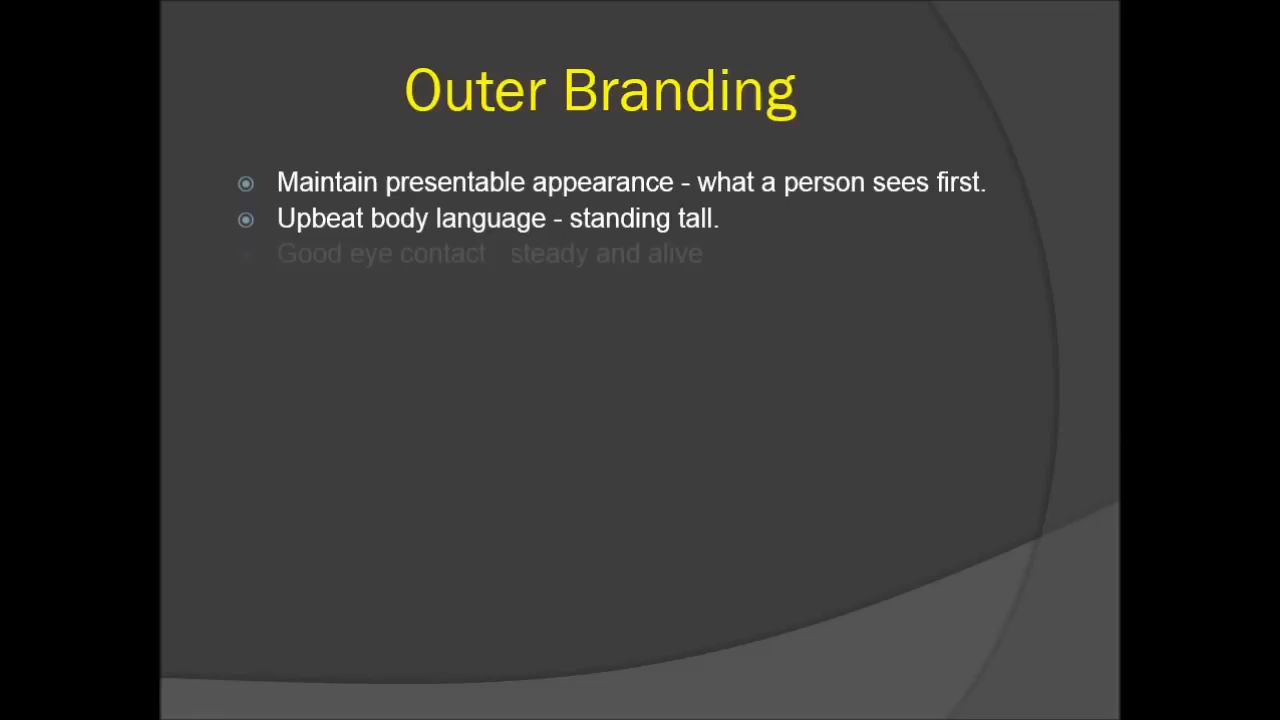 Outer Branding
Maintain presentable appearance - what a person sees first.
Upbeat body language - standing tall.
Good eye contact steady and alive